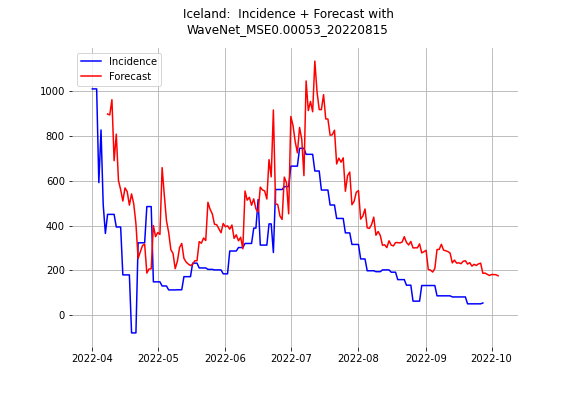 Iceland:  Incidence + Forecast with
WaveNet_MSE0.00053_20220815
Incidence
Forecast
1000
800
600
400
200
0
2022-04 2022-05 2022-06 2022-07 2022-08 2022-09 2022-10